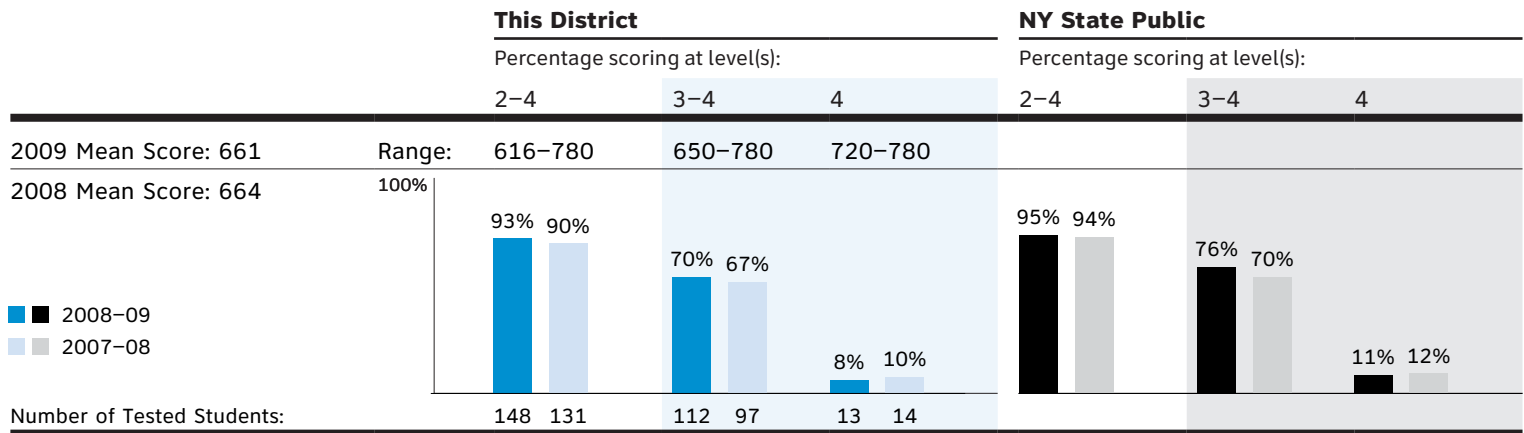 This District NY State Public
Percentage scoring at level(s): Percentage scoring at level(s):
2–4 3–4 4 2–4 3–4 4
2009 Mean Score: 661 Range: 616–780 650–780 720–780
2008 Mean Score: 664 100%
93% 90% 70% 67% 8% 10% 95% 94% 76% 70% 11% 12%
2008–09
2007–08
Number of Tested Students: 148 131 112 97 13 14